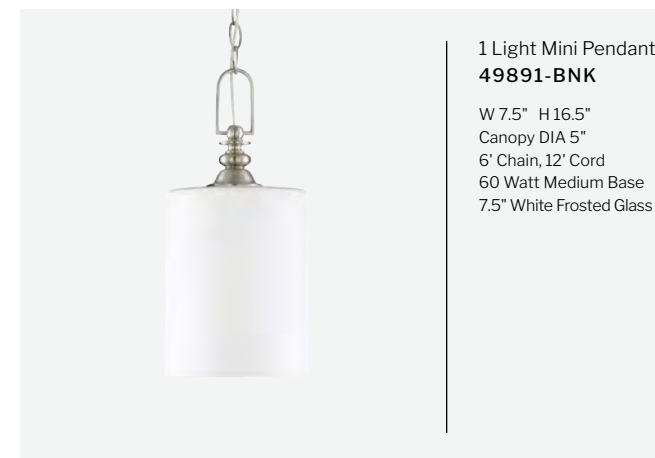 1 Light Mini Pendant
49891-BNK
W 7.5" H 16.5"
Canopy DIA 5"
6' Chain, 12' Cord
60 Watt Medium Base
7.5" White Frosted Glass